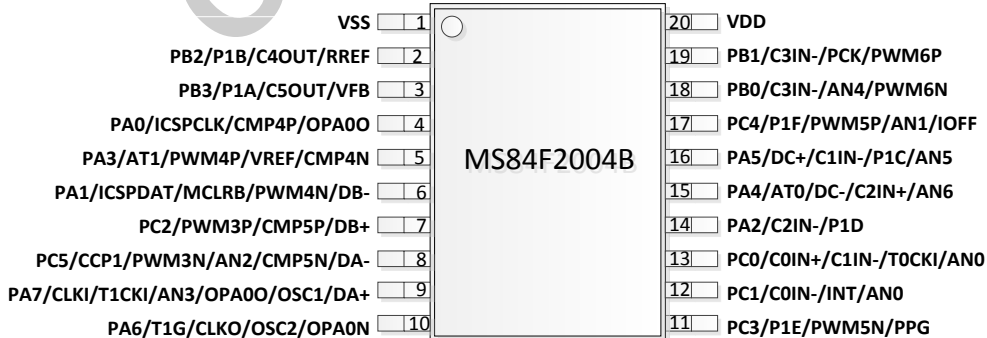 VSS 1 20 VDD
PB2/P1B/C4OUT/RREF 2 19 PB1/C3IN-/PCK/PWM6P
PB3/P1A/C5OUT/VFB 3 18 PB0/C3IN-/AN4/PWM6N
PA0/ICSPCLK/CMP4P/OPA0O 4 17 PC4/P1F/PWM5P/AN1/IOFF
PA3/AT1/PWM4P/VREF/CMP4N 5 MS84F2004B 16 PA5/DC+/C1IN-/P1C/AN5
PA1/ICSPDAT/MCLRB/PWM4N/DB- 6 15 PA4/AT0/DC-/C2IN+/AN6
PC2/PWM3P/CMP5P/DB+ 7 14 PA2/C2IN-/P1D
PC5/CCP1/PWM3N/AN2/CMP5N/DA- 8 13 PC0/C0IN+/C1IN-/T0CKI/AN0
PA7/CLKI/T1CKI/AN3/OPA0O/OSC1/DA+ 9 12 PC1/C0IN-/INT/AN0
PA6/T1G/CLKO/OSC2/OPA0N 10 11 PC3/P1E/PWM5N/PPG